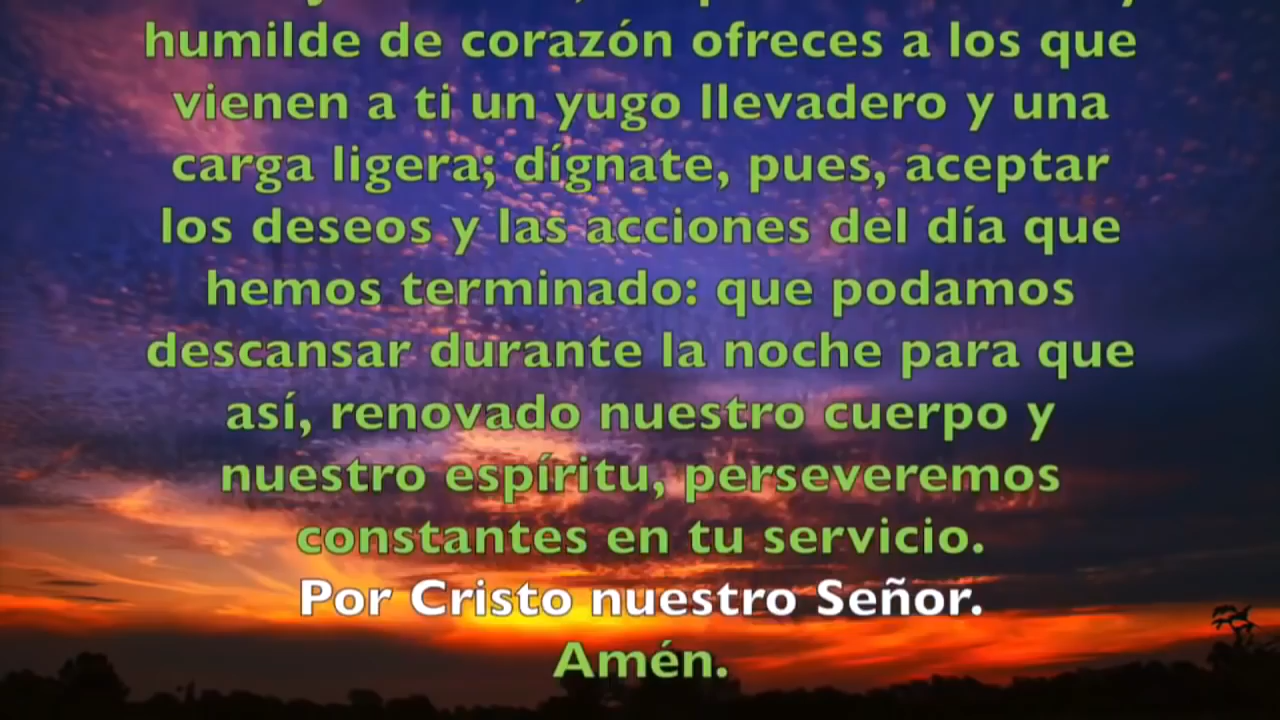 humilde de corazón ofreces a los que
vienen a ti un yugo llevadero y una
carga ligera; dígnate, pues, aceptar
los deseos y las acciones del día que
hemos terminado: que podamos
descansar durante la noche para que
así, renovado nuestro cuerpo y
nuestro espíritu, perseveremos
constantes en tu servicio.
Por Cristo nuestro Señor.
Amén.